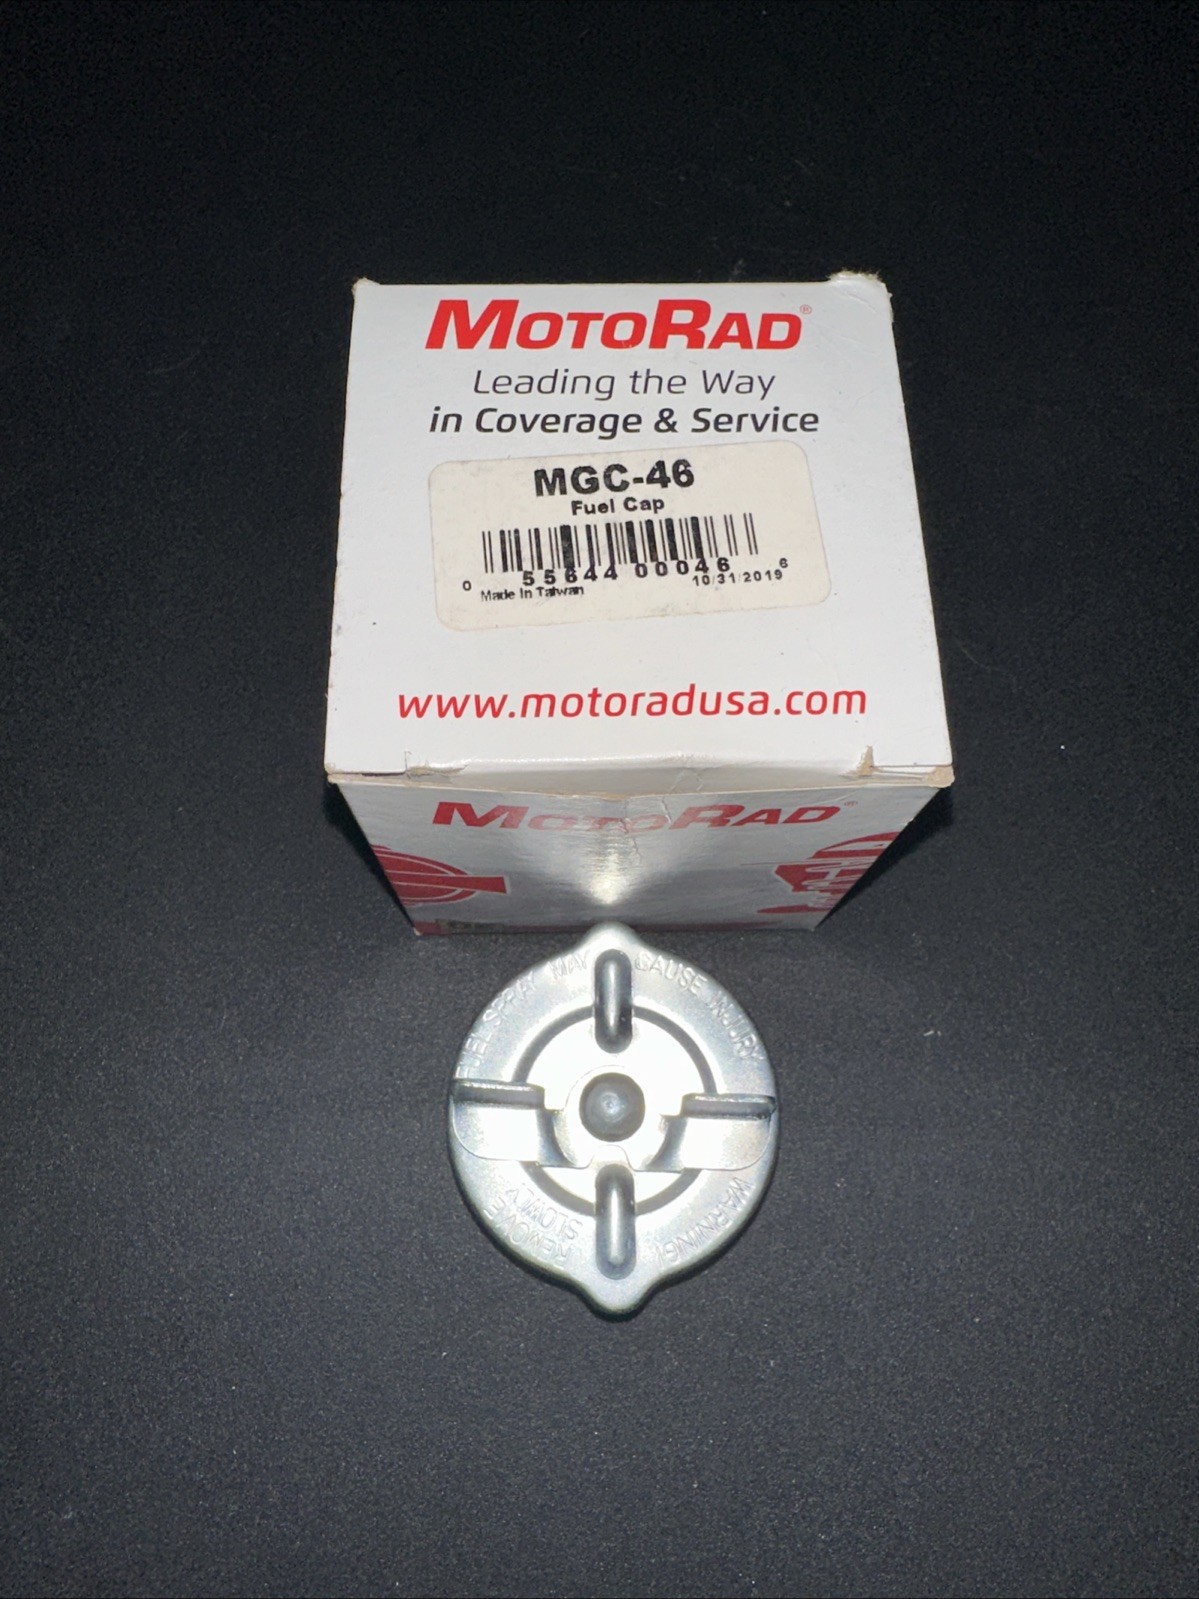 MOTORAD®
Leading the Way
in Coverage & Service
MGC-46
Fuel Cap
0 55644 00046 6
Made In Taiwan 10/31/2019
www.motoradusa.com
MOTORAD®
FUEL SPRAY MAY CAUSE INJURY
WARNING!
REMOVE
SLOWLY